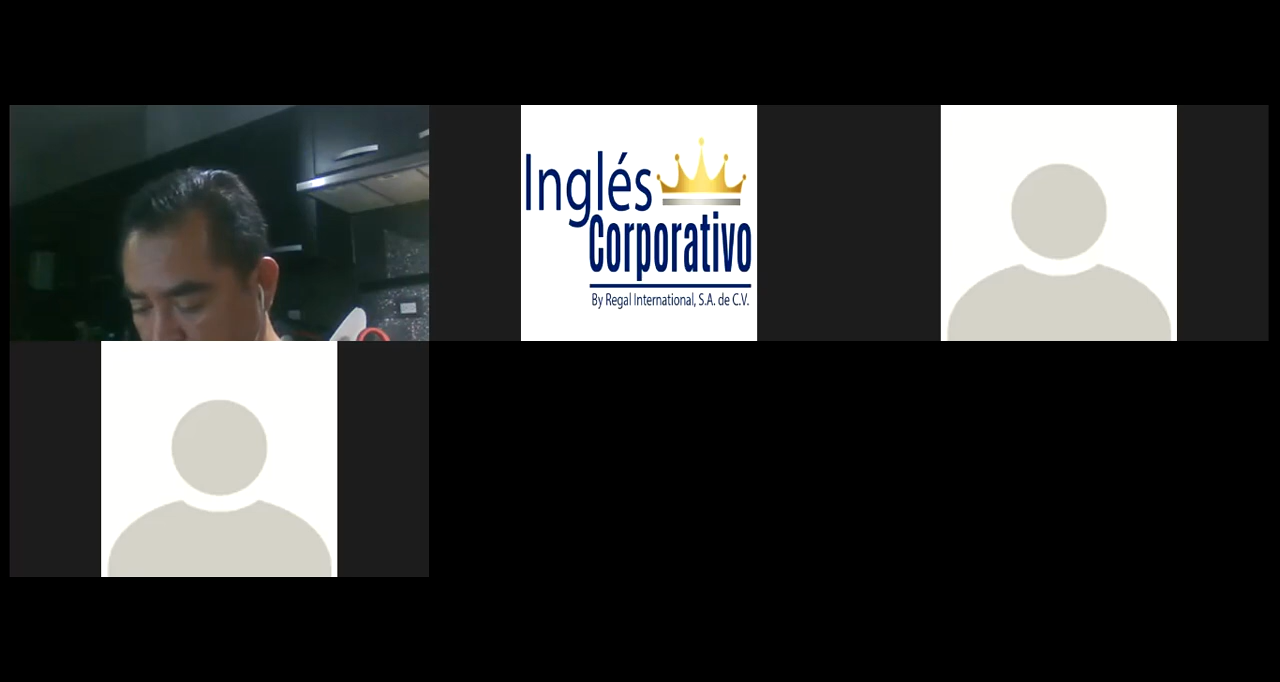 Inglés
Corporativo
By Regal International, S.A. de C.V.